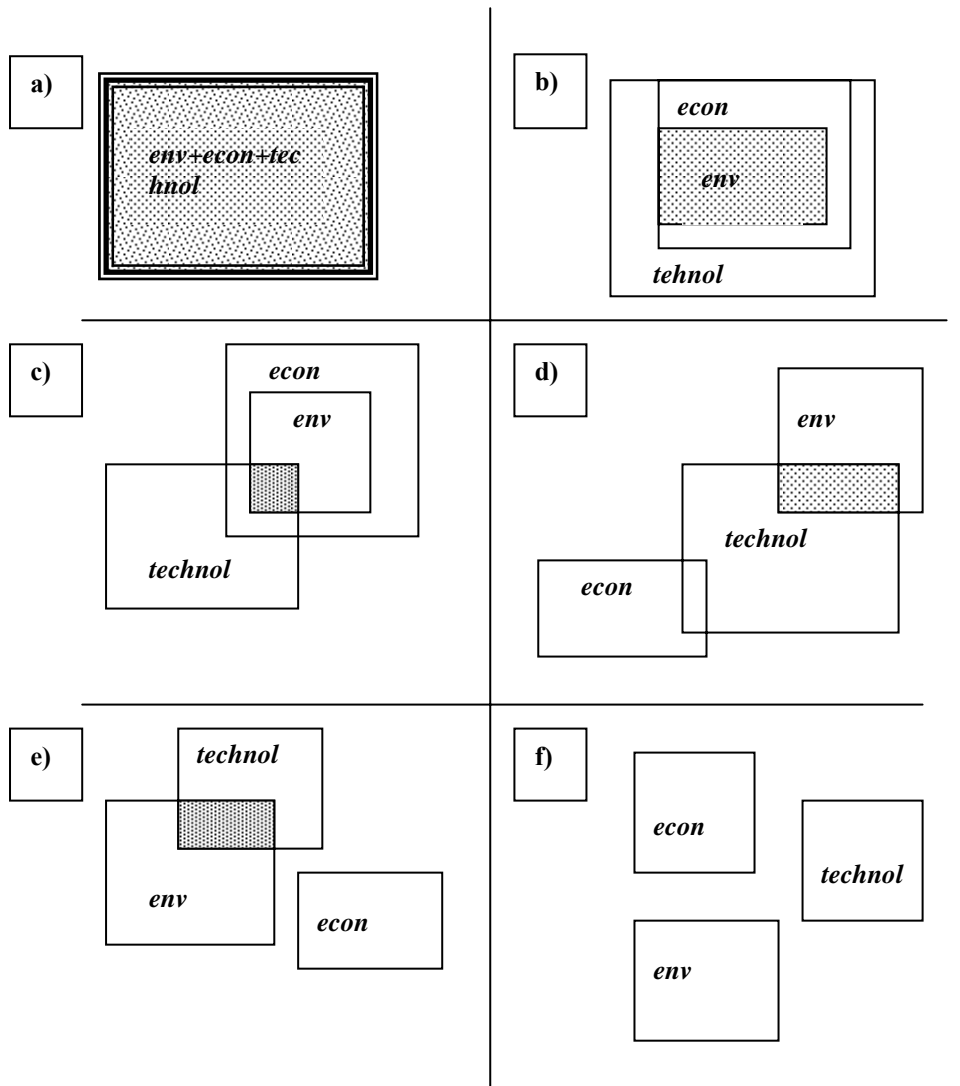 a)
env+econ+tec
hnol
b)
econ
env
tehnol
c)
econ
env
technol
d)
env
technol
econ
e)
technol
env
econ
f)
econ
technol
env